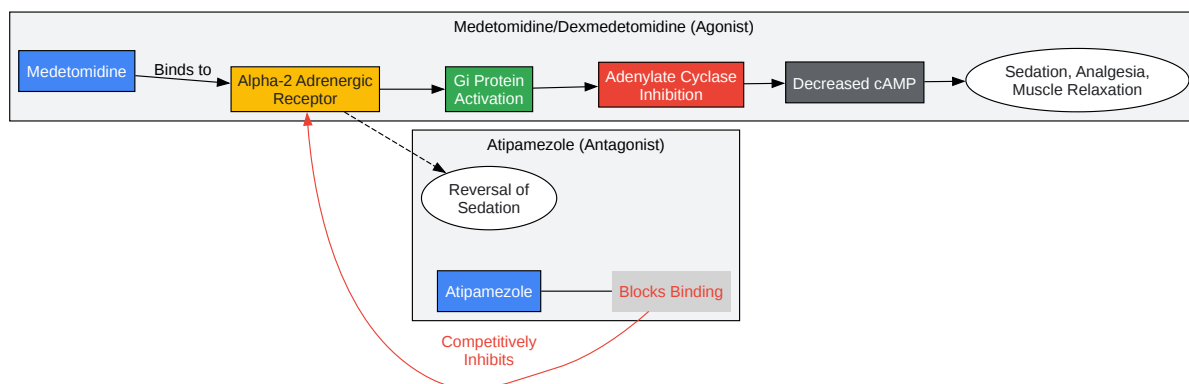 Medetomidine/Dexmedetomidine (Agonist)
Medetomidine
Binds to
Alpha-2 Adrenergic
Receptor
Gi Protein
Activation
Adenylate Cyclase
Inhibition
Decreased cAMP
Sedation, Analgesia,
Muscle Relaxation
Atipamezole (Antagonist)
Reversal of
Sedation
Atipamezole
Blocks Binding
Competitively
Inhibits